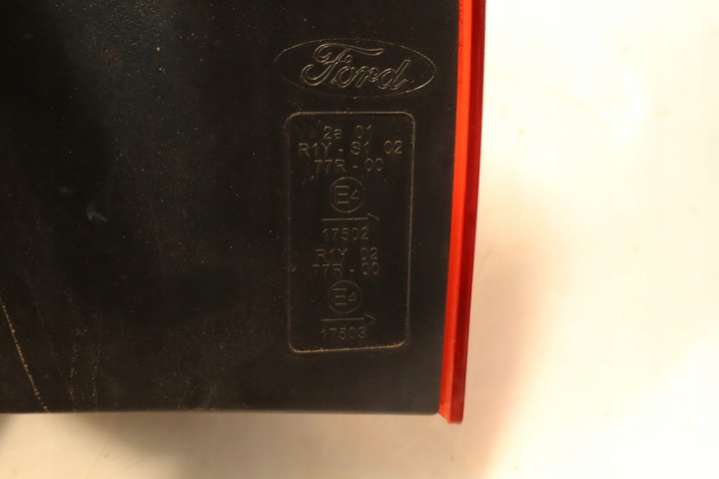 Ford
2a 01
R1Y - S1 02
77R - 00
E4
17502
R1Y 02
77R - 00
E4
17503